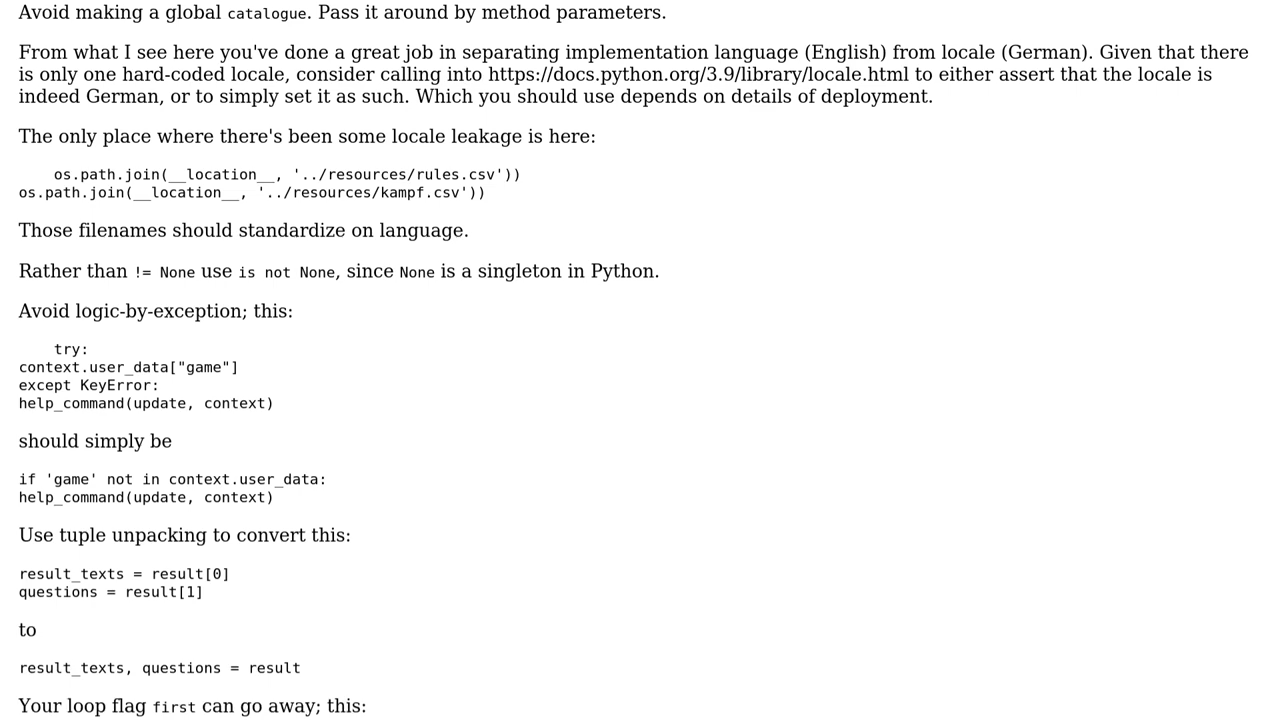 Avoid making a global catalogue. Pass it around by method parameters.
From what I see here you've done a great job in separating implementation language (English) from locale (German). Given that there
is only one hard-coded locale, consider calling into https://docs.python.org/3.9/library/locale.html to either assert that the locale is
indeed German, or to simply set it as such. Which you should use depends on details of deployment.
The only place where there's been some locale leakage is here:
    os.path.join(__location__, '../resources/rules.csv'))
os.path.join(__location__, '../resources/kampf.csv'))
Those filenames should standardize on language.
Rather than != None use is not None, since None is a singleton in Python.
Avoid logic-by-exception; this:
    try:
context.user_data["game"]
except KeyError:
help_command(update, context)
should simply be
if 'game' not in context.user_data:
help_command(update, context)
Use tuple unpacking to convert this:
result_texts = result[0]
questions = result[1]
to
result_texts, questions = result
Your loop flag first can go away; this: